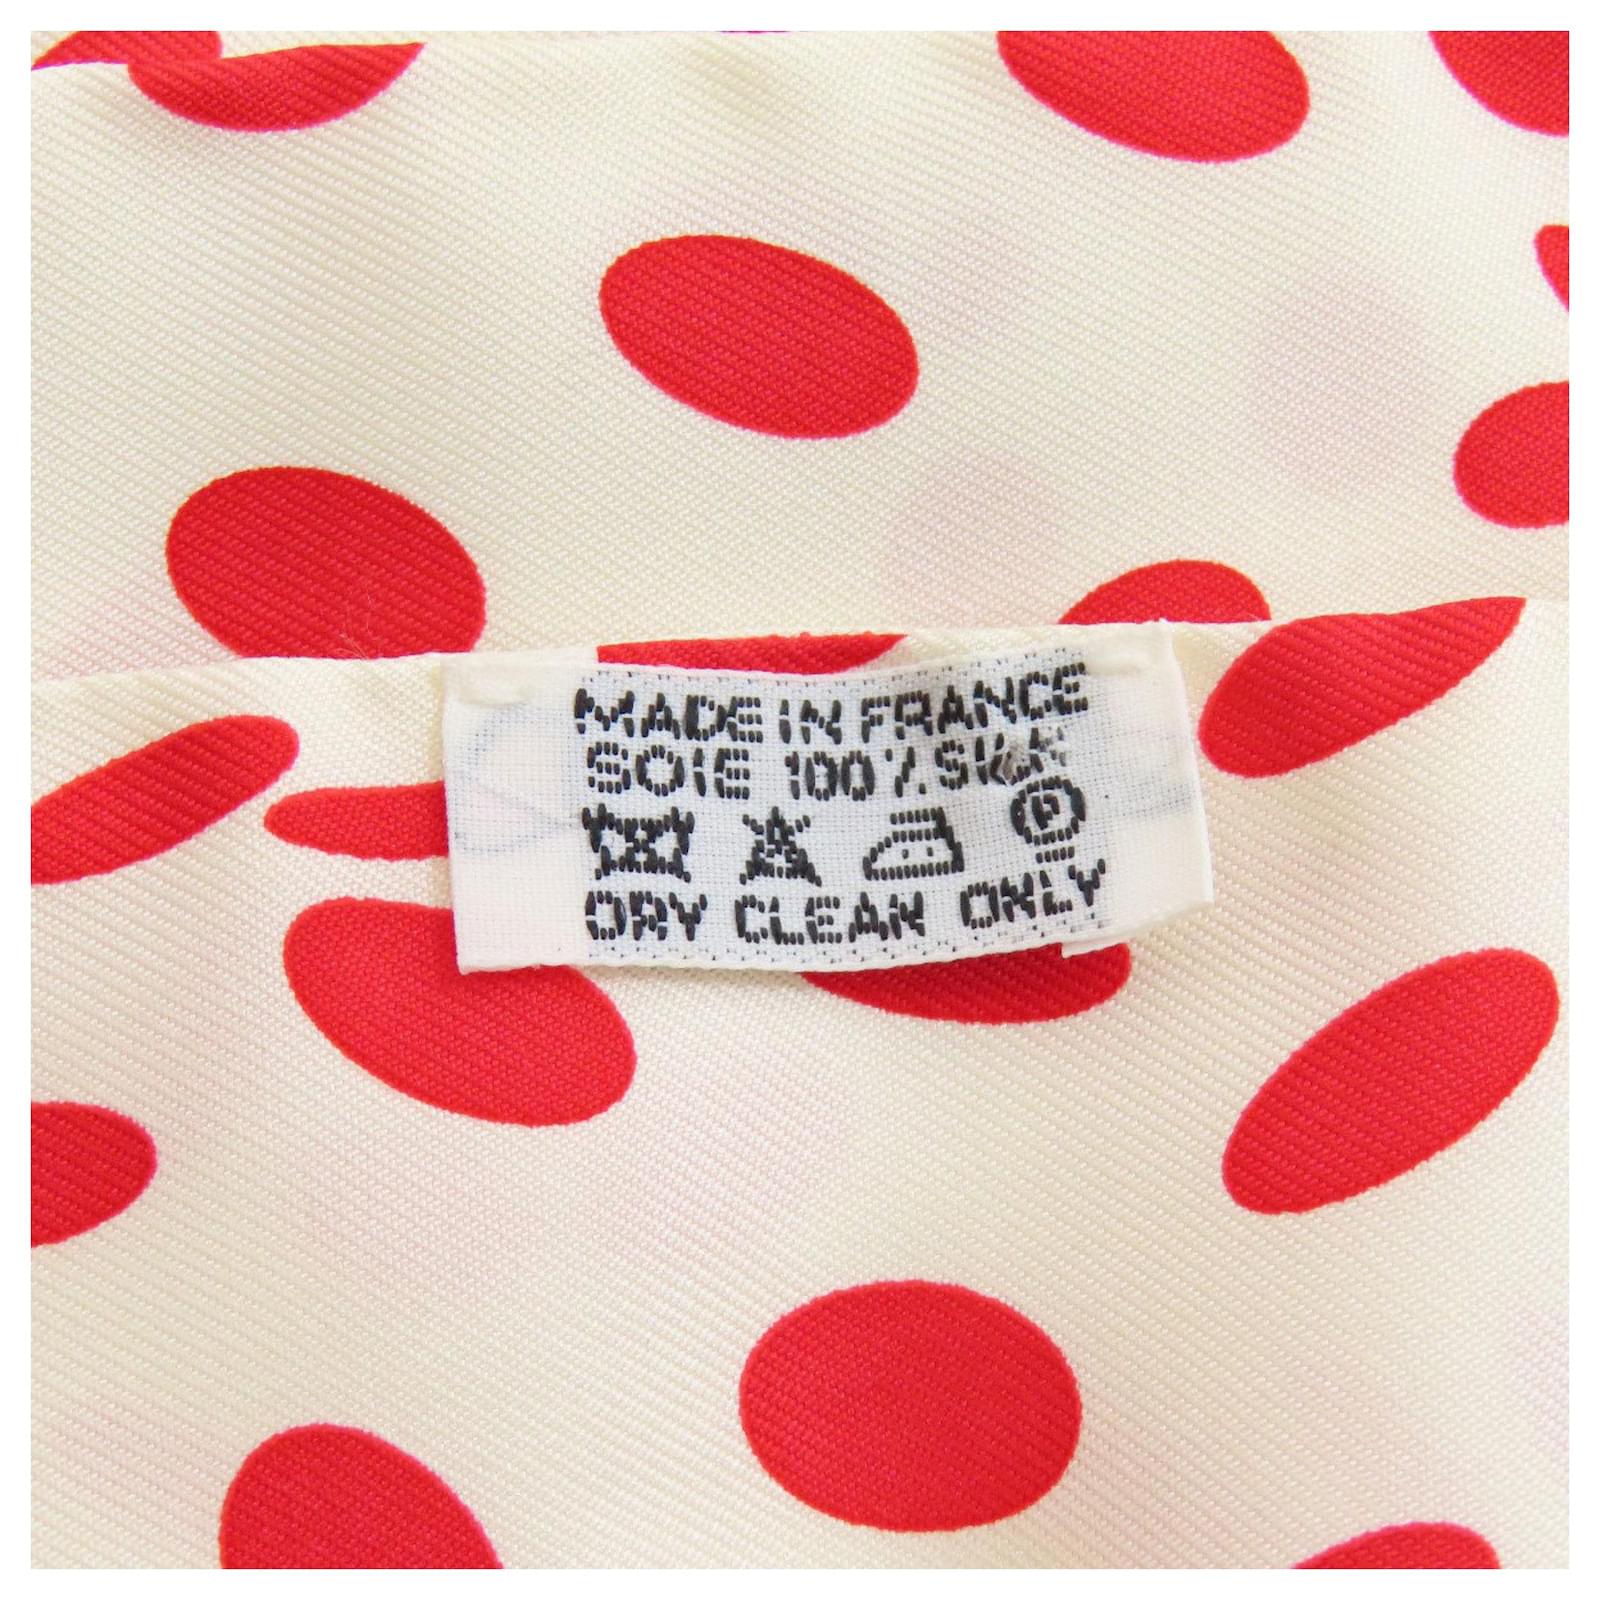 MADE IN FRANCE
SOIE 100% SILK
DRY CLEAN ONLY